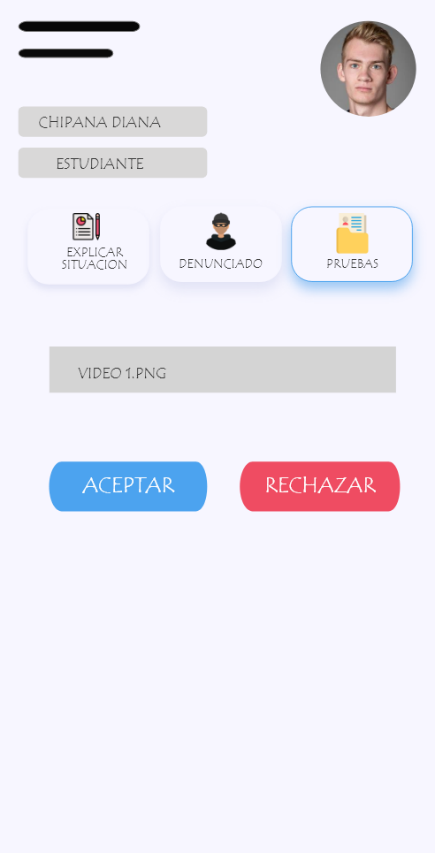 CHIPANA DIANA
ESTUDIANTE
EXPLICAR
SITUACION
DENUNCIADO
PRUEBAS
VIDEO 1.PNG
ACEPTAR
RECHAZAR